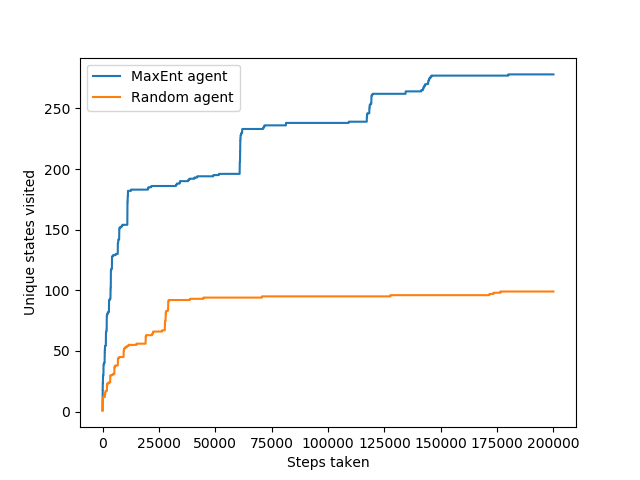 MaxEnt agent
Random agent
Unique states visited
250
200
150
100
50
0
0 25000 50000 75000 100000 125000 150000 175000 200000
Steps taken